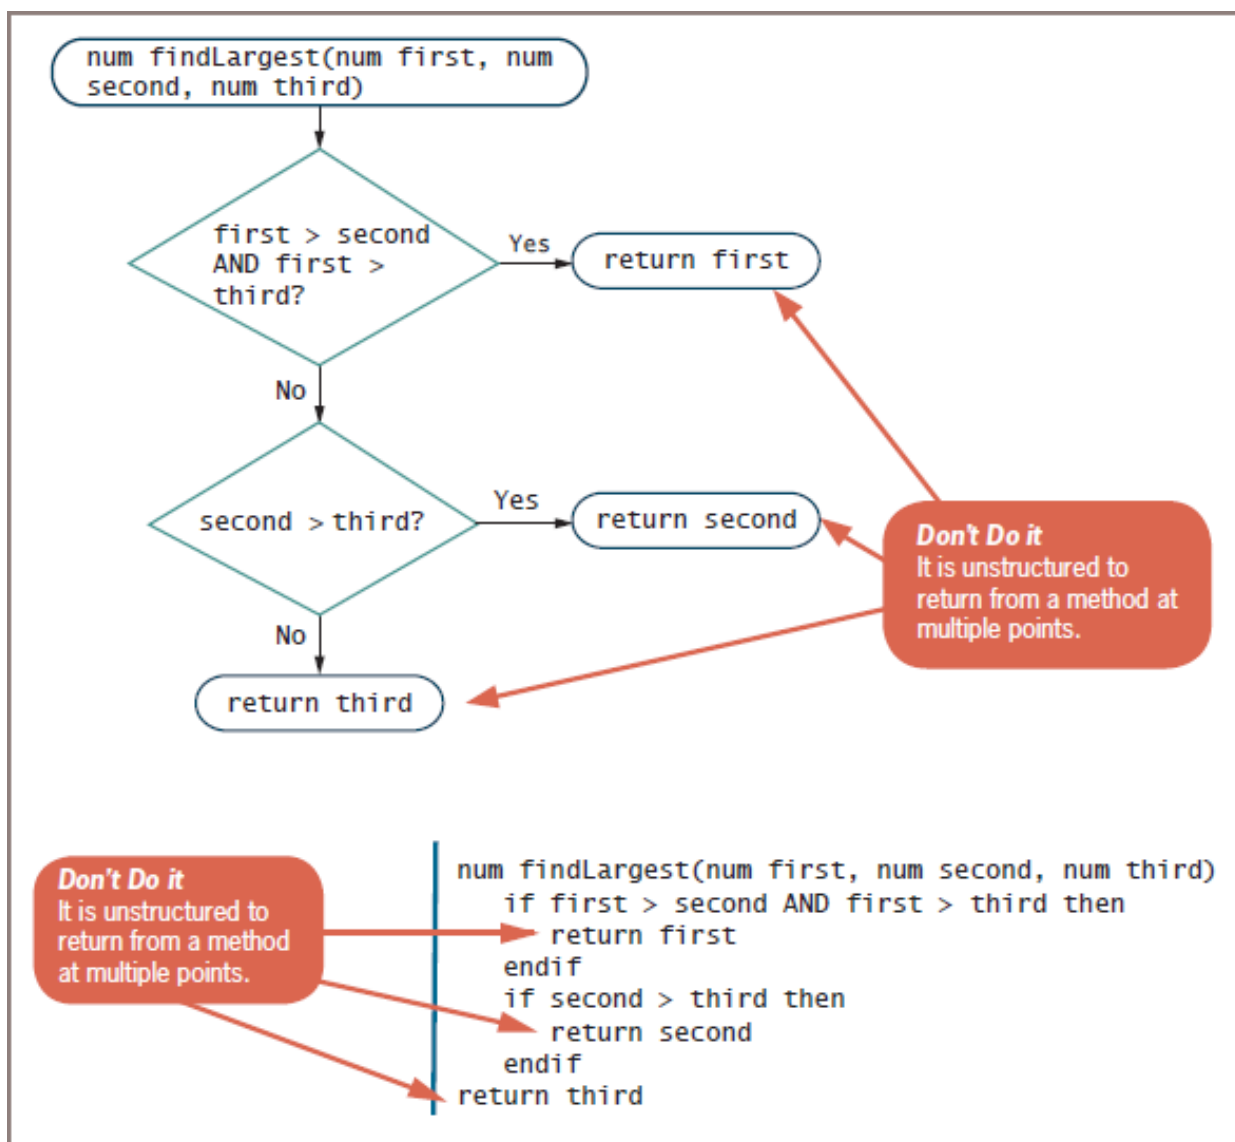 num findLargest(num first, num
second, num third)
first > second
AND first >
third?
Yes
return first
No
second > third?
Yes
return second
Don't Do it
It is unstructured to
return from a method at
multiple points.
No
return third
Don't Do it
It is unstructured to
return from a method
at multiple points.
num findLargest(num first, num second, num third)
if first > second AND first > third then
return first
endif
if second > third then
return second
endif
return third